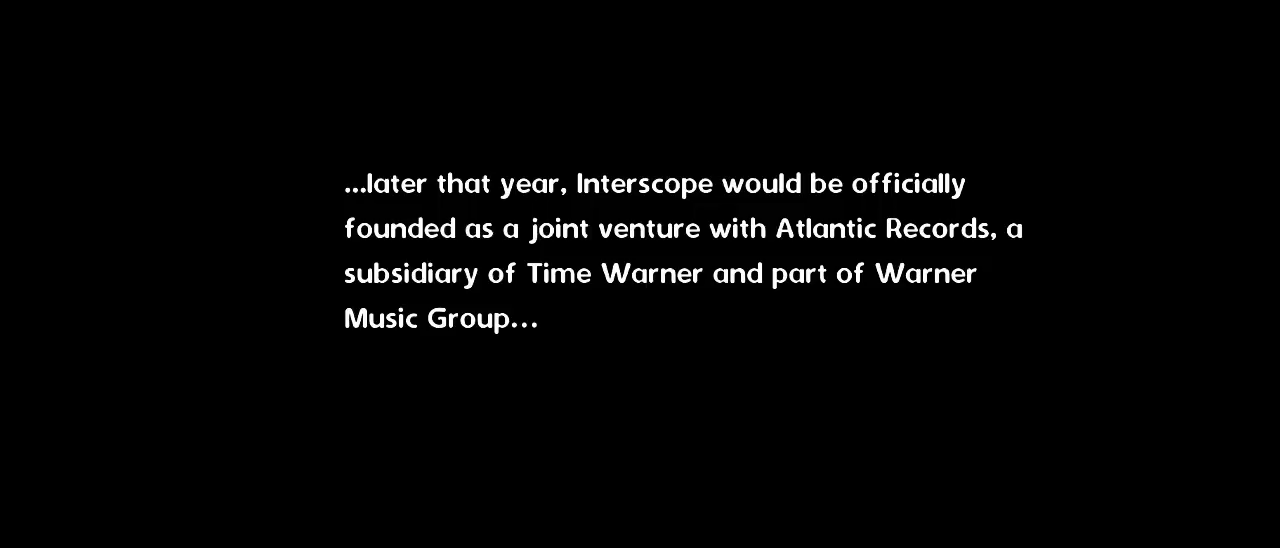 ...later that year, Interscope would be officially
founded as a joint venture with Atlantic Records, a
subsidiary of Time Warner and part of Warner
Music Group...